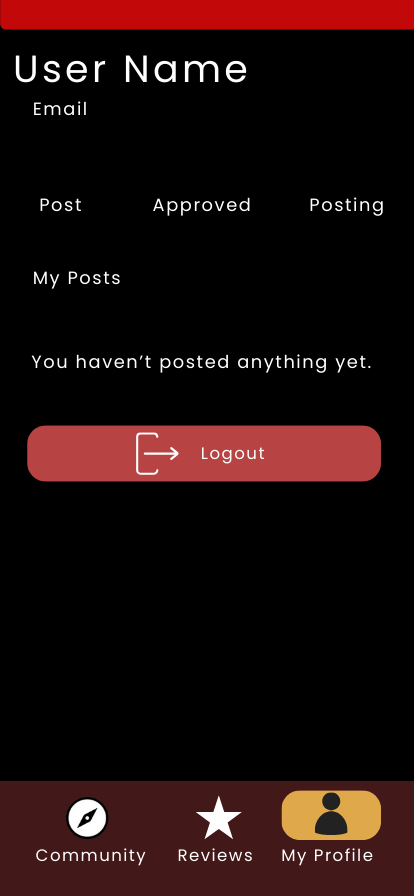 User Name
Email
Post Approved Posting
My Posts
You haven’t posted anything yet.
Logout
Community Reviews My Profile